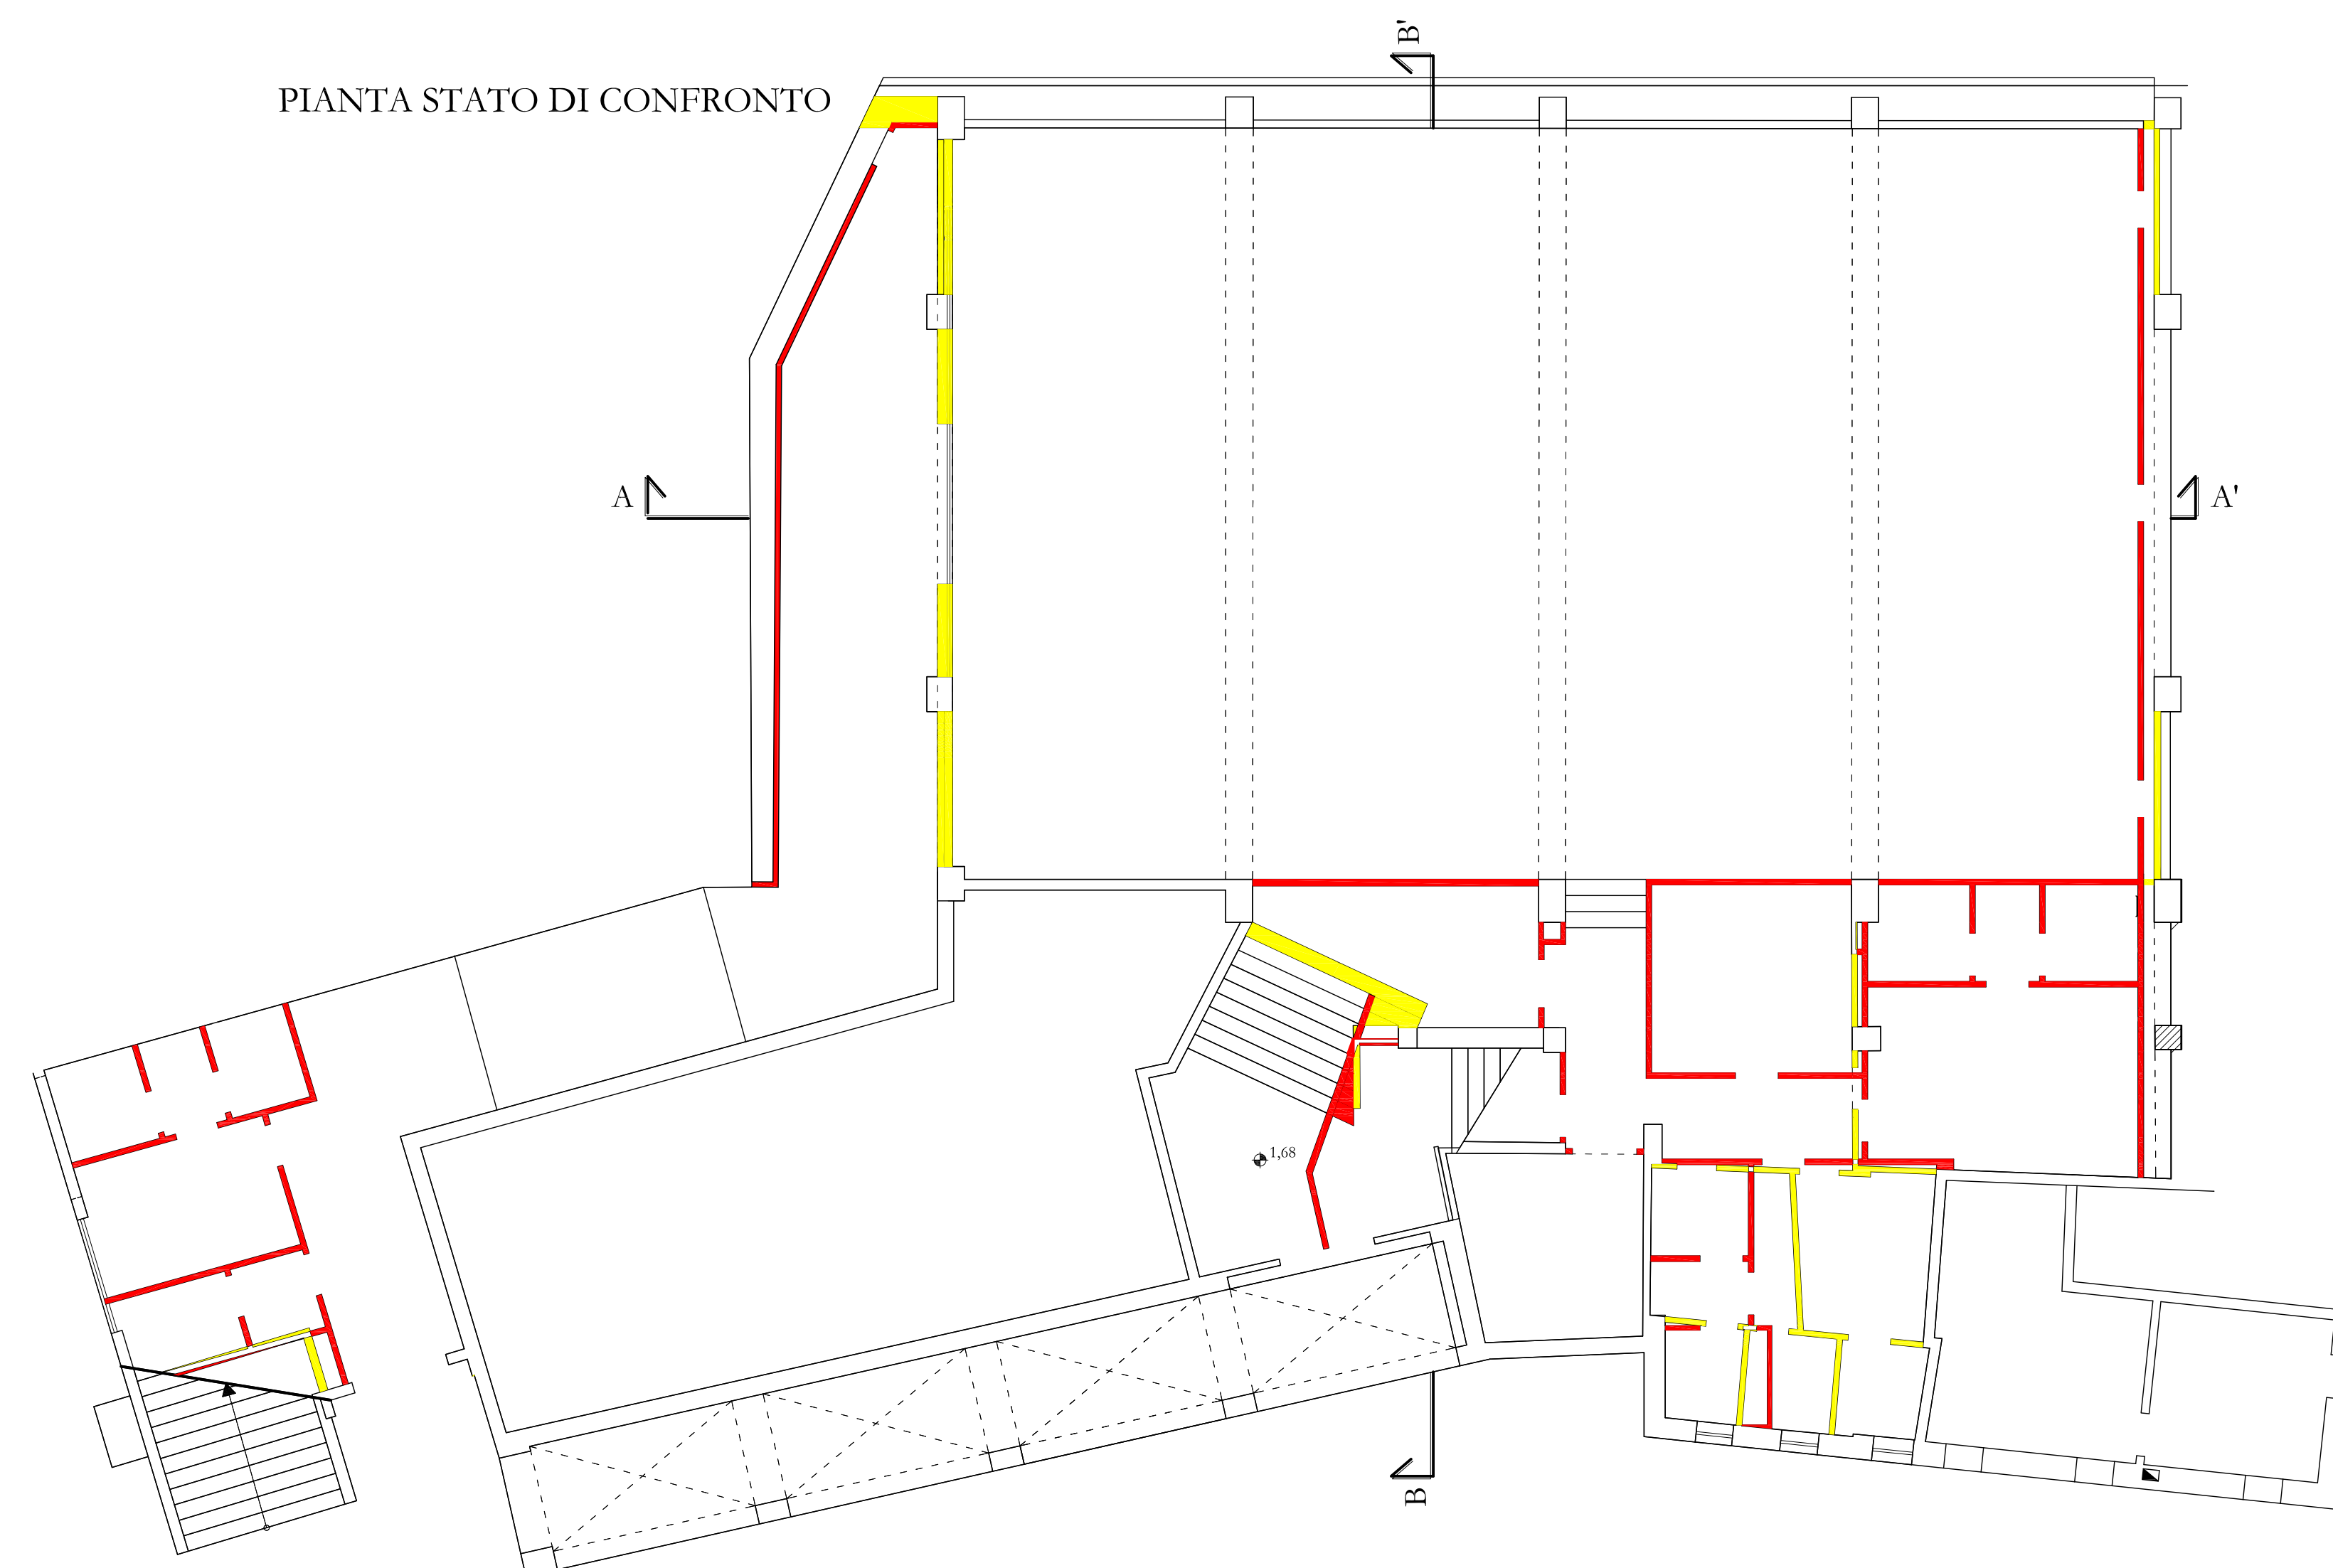 B'
PIANTA STATO DI CONFRONTO
A
A'
1,68
B